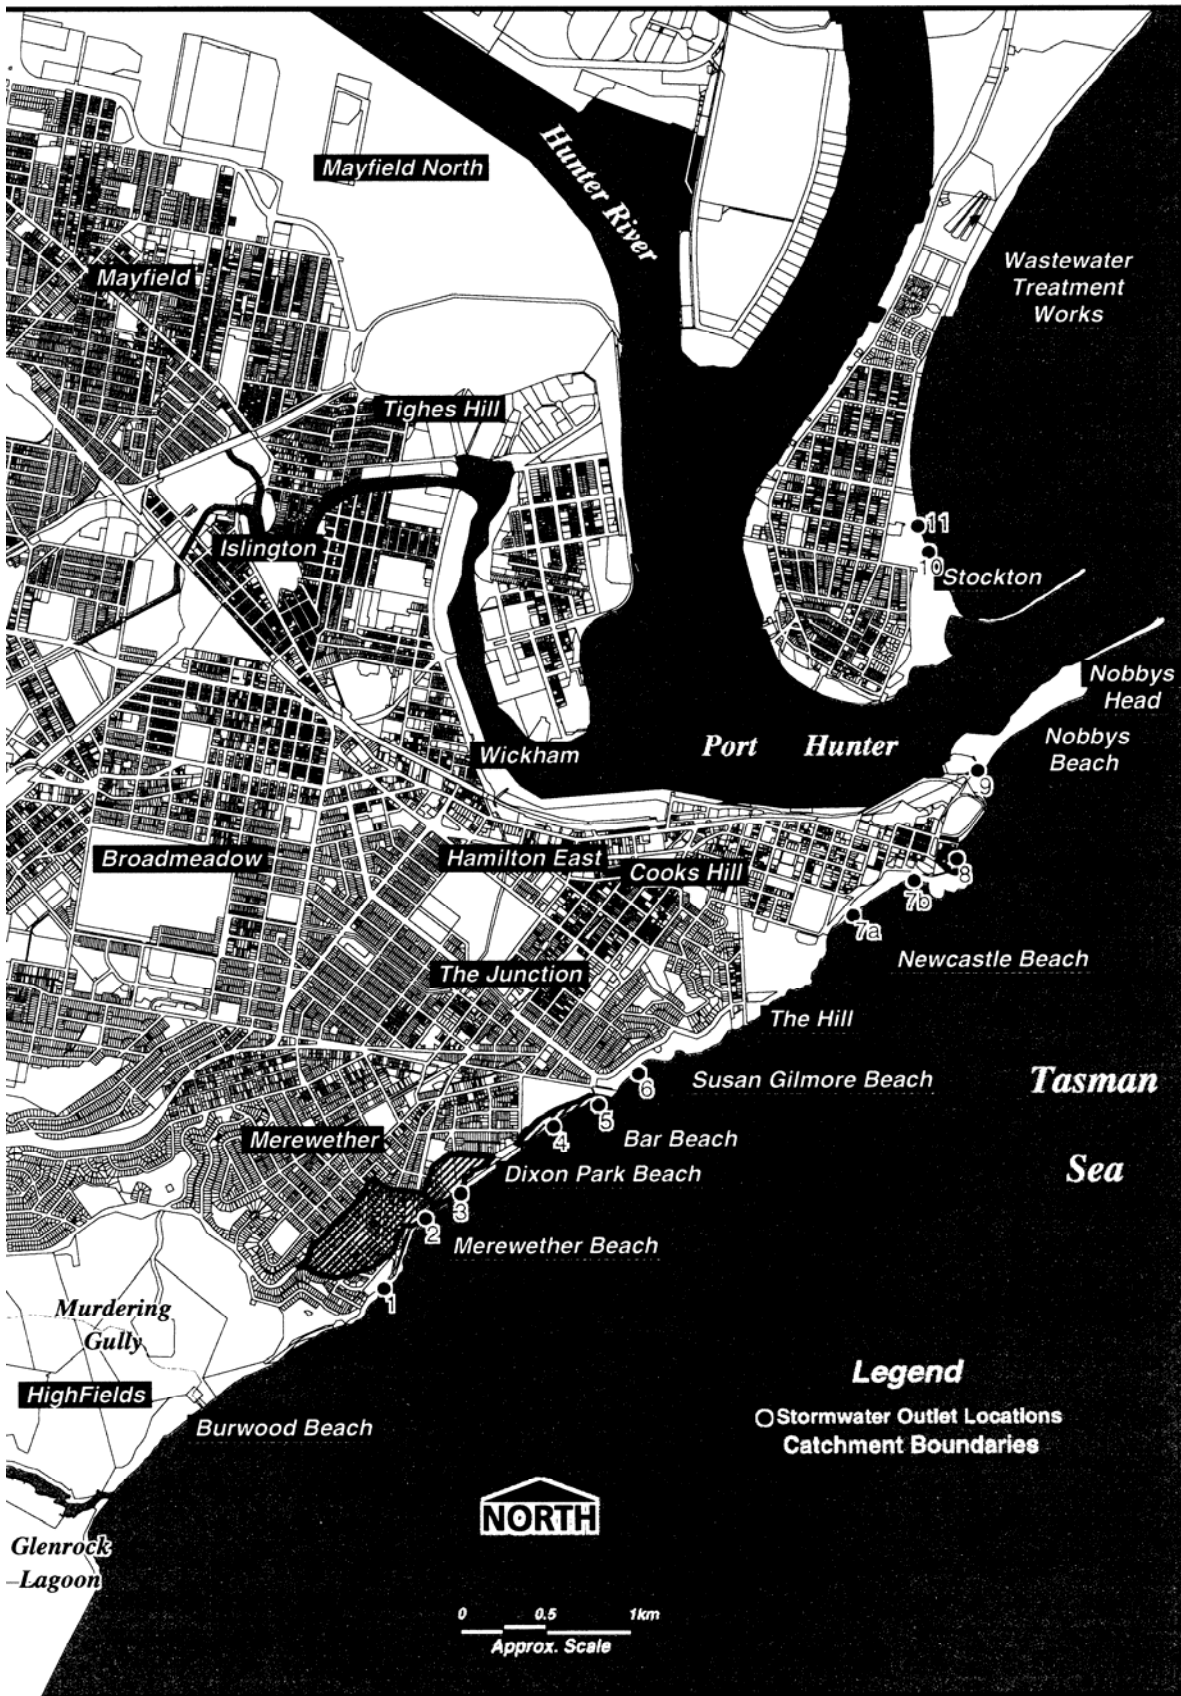 Mayfield North
Hunter River
Mayfield
Wastewater
Treatment
Works
Tighes Hill
11
Islington
10
Stockton
Nobbys
Head
Wickham
Port Hunter
Nobbys
Beach
9
Broadmeadow
Hamilton East
Cooks Hill
8
7b
7a
Newcastle Beach
The Junction
The Hill
6
Susan Gilmore Beach
Tasman
Sea
5
4
Bar Beach
Merewether
Dixon Park Beach
3
2
Merewether Beach
1
Murdering
Gully
HighFields
Burwood Beach
Legend
Stormwater Outlet Locations
Catchment Boundaries
NORTH
Glenrock
Lagoon
0 0.5 1km
Approx. Scale